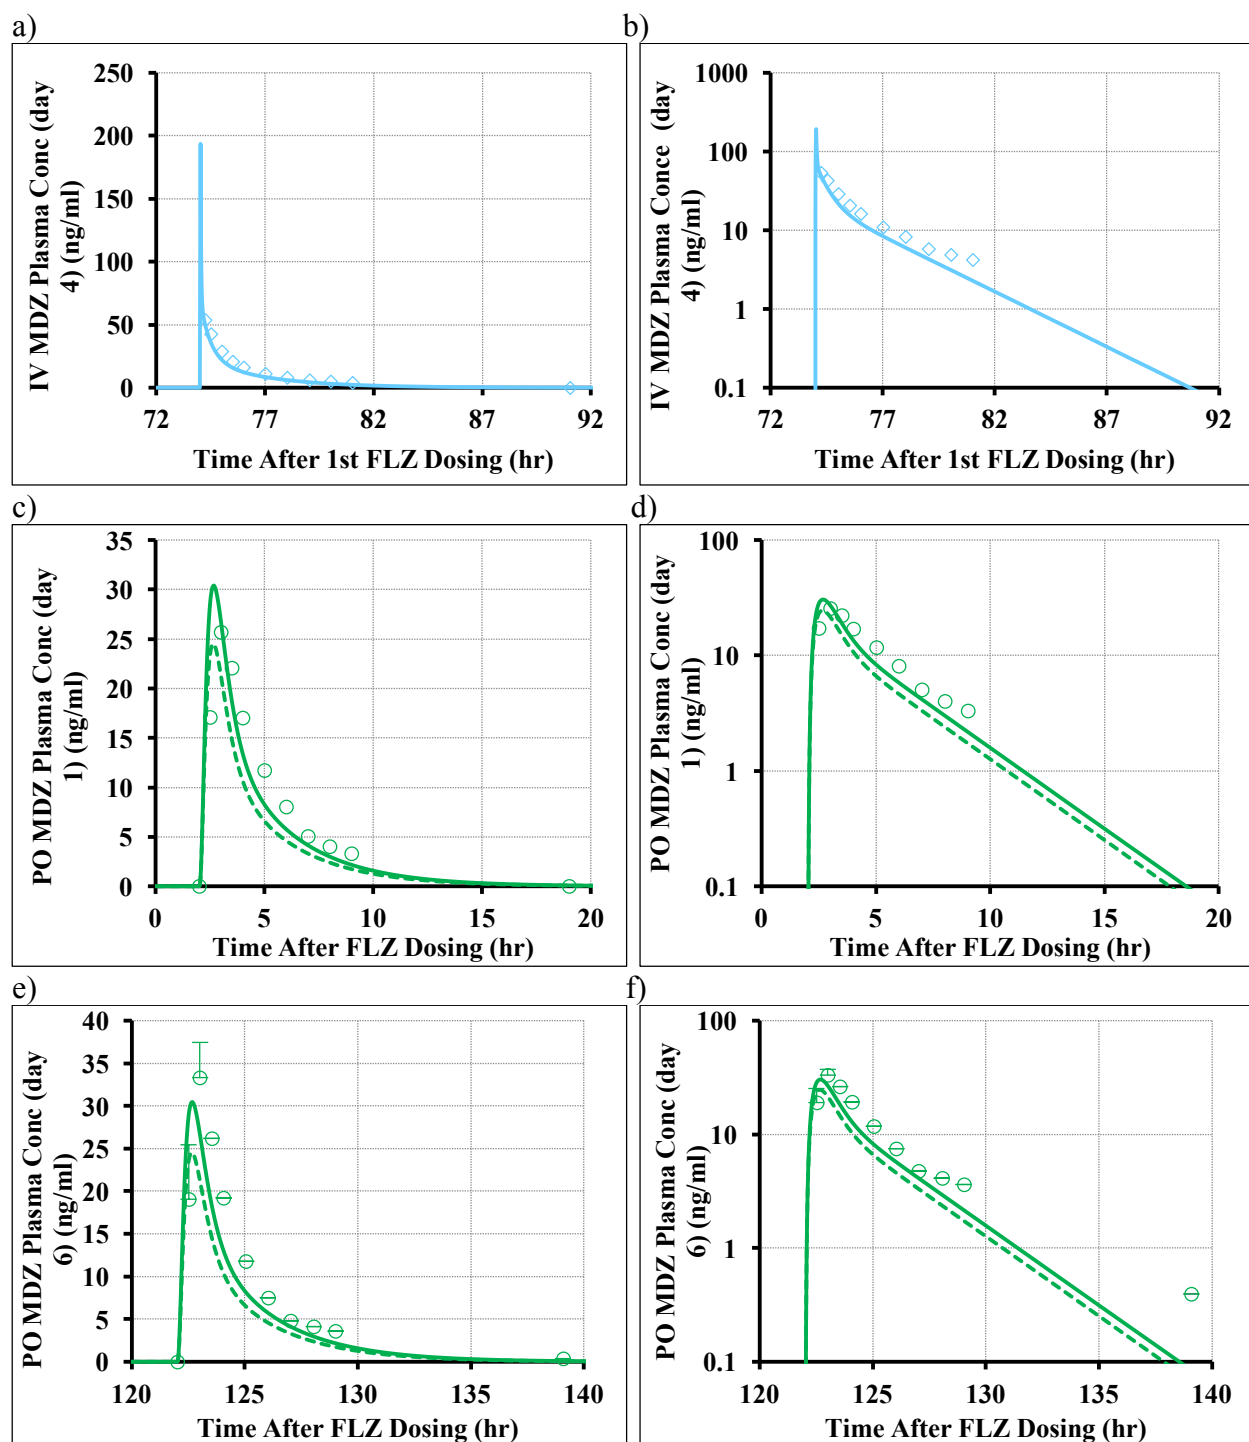 a)
IV MDZ Plasma Conc (day
4) (ng/ml)
250
200
150
100
50
0
72 77 82 87 92
Time After 1st FLZ Dosing (hr)
b)
IV MDZ Plasma Conce (day
4) (ng/ml)
1000
100
10
1
0.1
72 77 82 87 92
Time After 1st FLZ Dosing (hr)
c)
PO MDZ Plasma Conc (day
1) (ng/ml)
35
30
25
20
15
10
5
0
0 5 10 15 20
Time After FLZ Dosing (hr)
d)
PO MDZ Plasma Conc (day
1) (ng/ml)
100
10
1
0.1
0 5 10 15 20
Time After FLZ Dosing (hr)
e)
PO MDZ Plasma Conc (day
6) (ng/ml)
40
35
30
25
20
15
10
5
0
120 125 130 135 140
Time After FLZ Dosing (hr)
f)
PO MDZ Plasma Conc (day
6) (ng/ml)
100
10
1
0.1
120 125 130 135 140
Time After FLZ Dosing (hr)